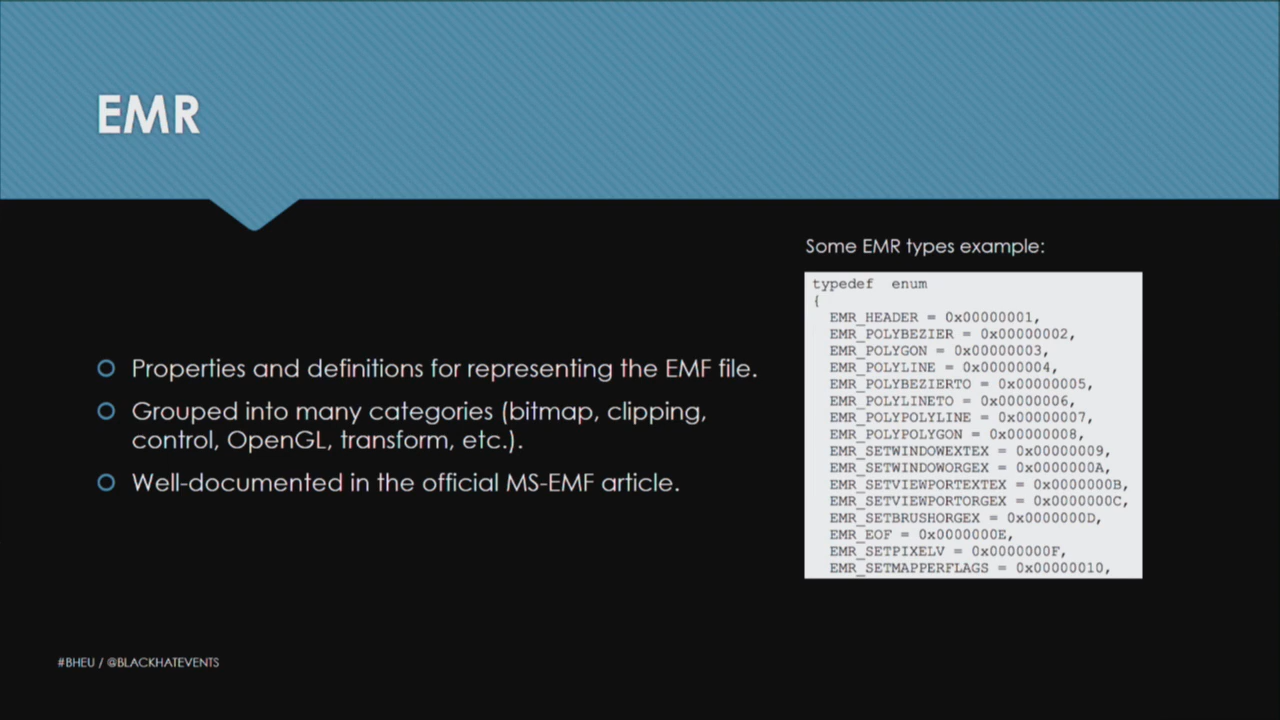 EMR
Properties and definitions for representing the EMF file.
Grouped into many categories (bitmap, clipping,
control, OpenGL, transform, etc.).
Well-documented in the official MS-EMF article.
Some EMR types example:
typedef enum
{
EMR_HEADER = 0x00000001,
EMR_POLYBEZIER = 0x00000002,
EMR_POLYGON = 0x00000003,
EMR_POLYLINE = 0x00000004,
EMR_POLYBEZIERTO = 0x00000005,
EMR_POLYLINETO = 0x00000006,
EMR_POLYPOLYLINE = 0x00000007,
EMR_POLYPOLYGON = 0x00000008,
EMR_SETWINDOWEXTEX = 0x00000009,
EMR_SETWINDOWORGEX = 0x0000000A,
EMR_SETVIEWPORTEXTEX = 0x0000000B,
EMR_SETVIEWPORTORGEX = 0x0000000C,
EMR_SETBRUSHORGEX = 0x0000000D,
EMR_EOF = 0x0000000E,
EMR_SETPIXELV = 0x0000000F,
EMR_SETMAPPERFLAGS = 0x00000010,
#BHEU / @BLACKHATEVENTS